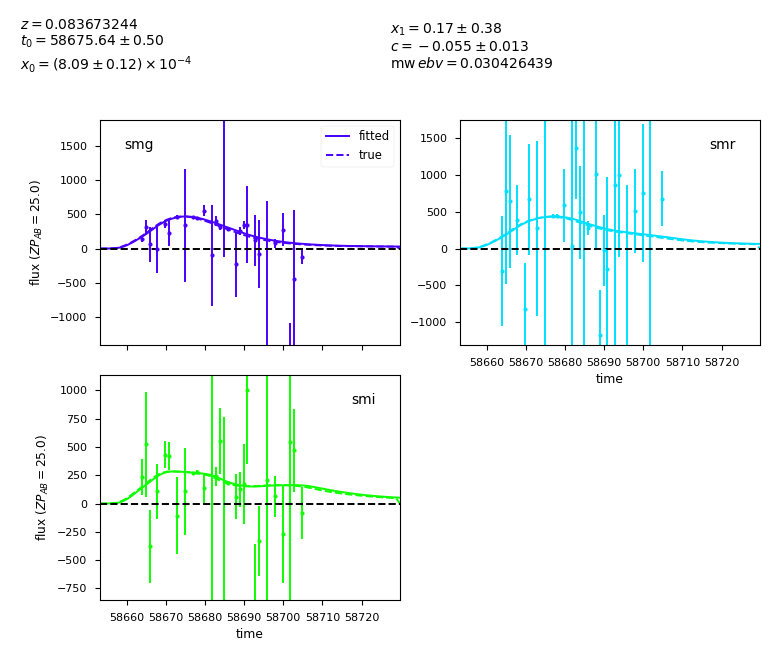 z = 0.083673244
t₀ = 58675.64 ± 0.50
x₀ = (8.09 ± 0.12) × 10⁻⁴
x₁ = 0.17 ± 0.38
c = −0.055 ± 0.013
mw ebv = 0.030426439
smg
fitted
true
1500
1000
500
0
−500
−1000
flux (ZP_AB = 25.0)
smr
1500
1000
500
0
−500
−1000
58660 58670 58680 58690 58700 58710 58720
time
smi
1000
750
500
250
0
−250
−500
−750
flux (ZP_AB = 25.0)
58660 58670 58680 58690 58700 58710 58720
time